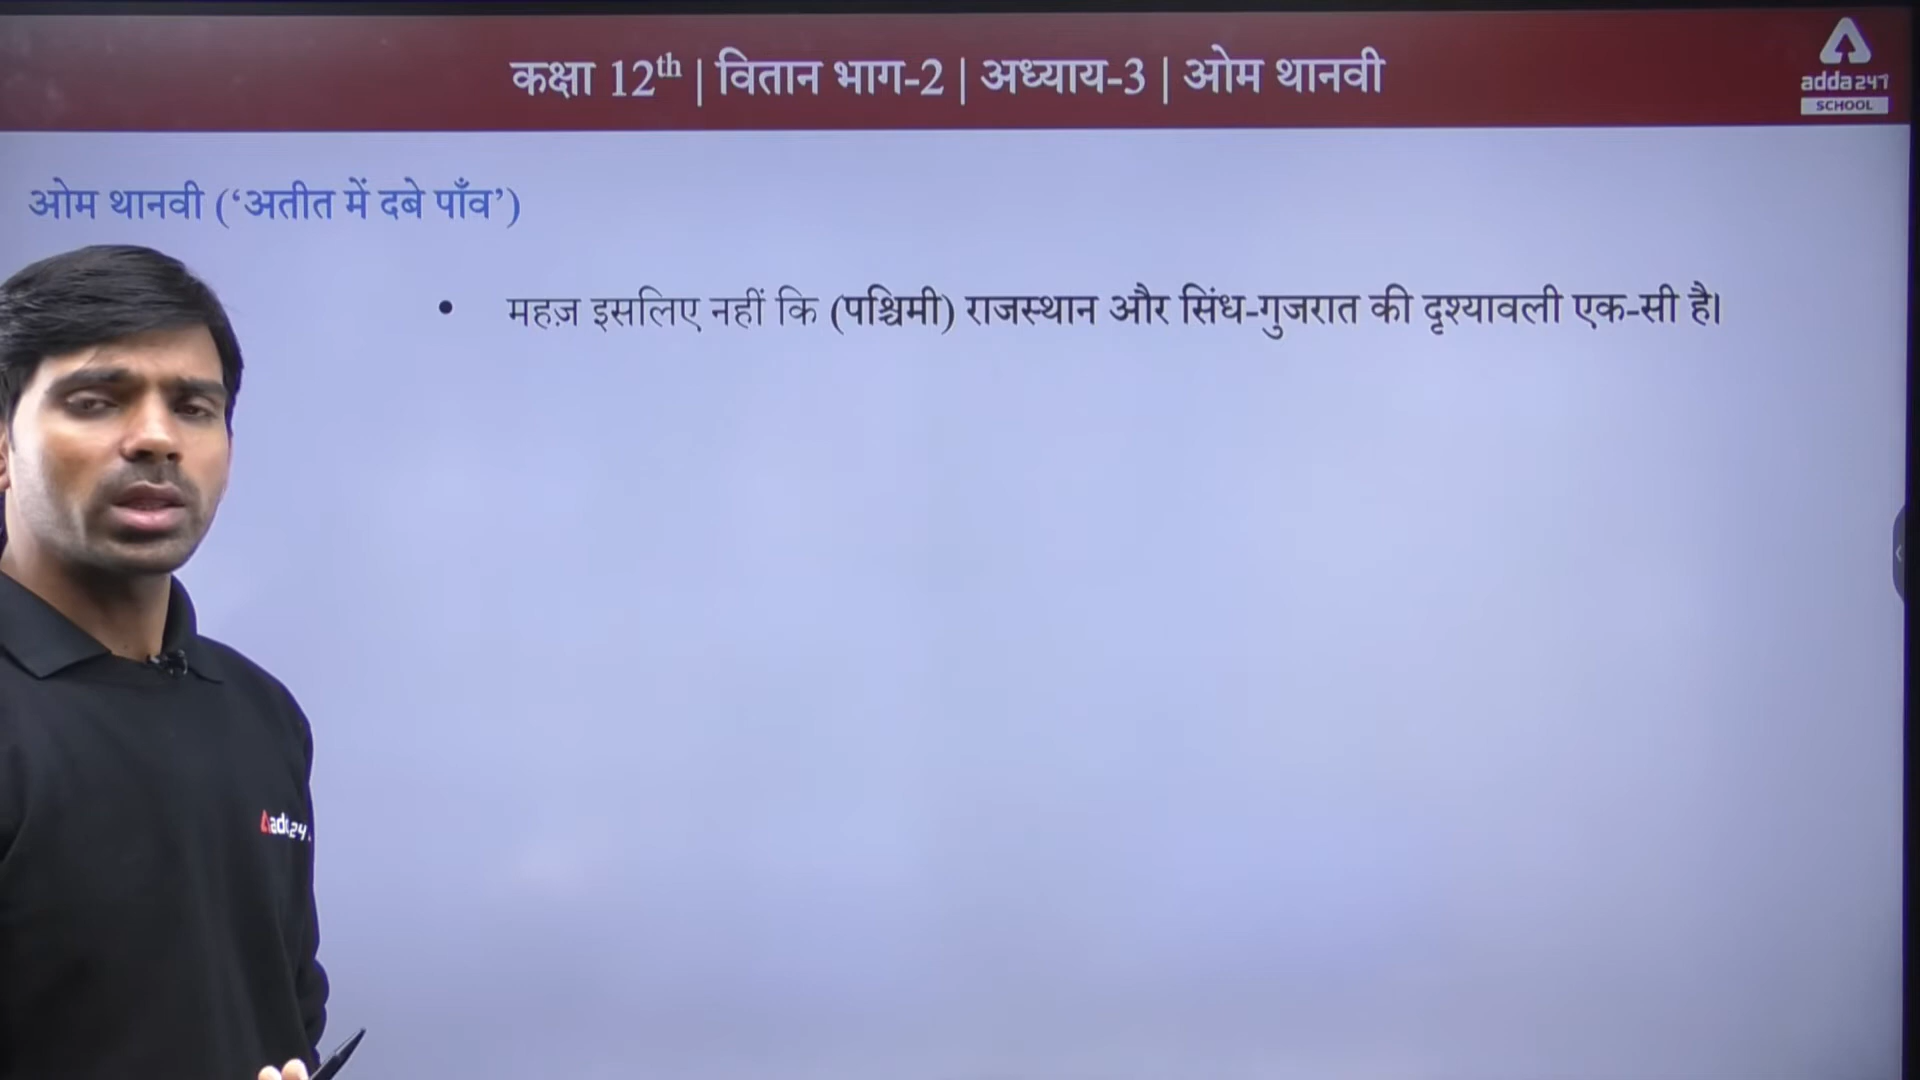 कक्षा 12th | वितान भाग-2 | अध्याय-3 | ओम थानवी
adda247
SCHOOL
ओम थानवी (‘अतीत में दबे पाँव’)
• महज़ इसलिए नहीं कि (पश्चिमी) राजस्थान और सिंध-गुजरात की दृश्यावली एक-सी है।